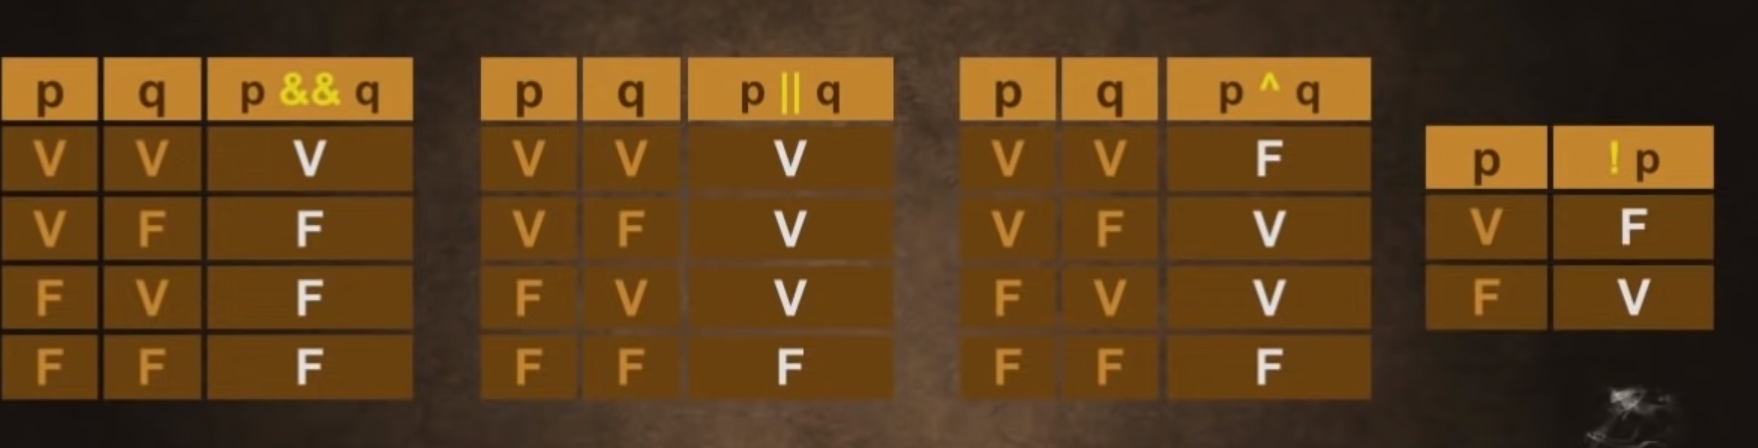 p q p && q
V V V
V F F
F V F
F F F
p q p || q
V V V
V F V
F V V
F F F
p q p ^ q
V V F
V F V
F V V
F F F
p ! p
V F
F V